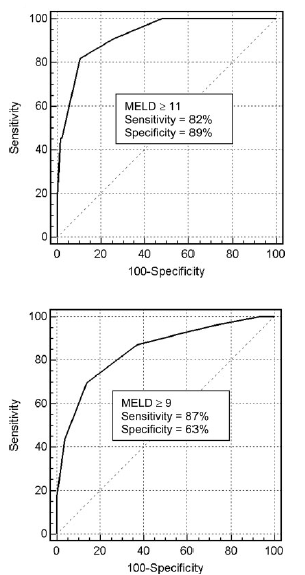 100
80
60
40
20
0
Sensitivity
MELD ≥ 11
Sensitivity = 82%
Specificity = 89%
0 20 40 60 80 100
100-Specificity
100
80
60
40
20
0
Sensitivity
MELD ≥ 9
Sensitivity = 87%
Specificity = 63%
0 20 40 60 80 100
100-Specificity